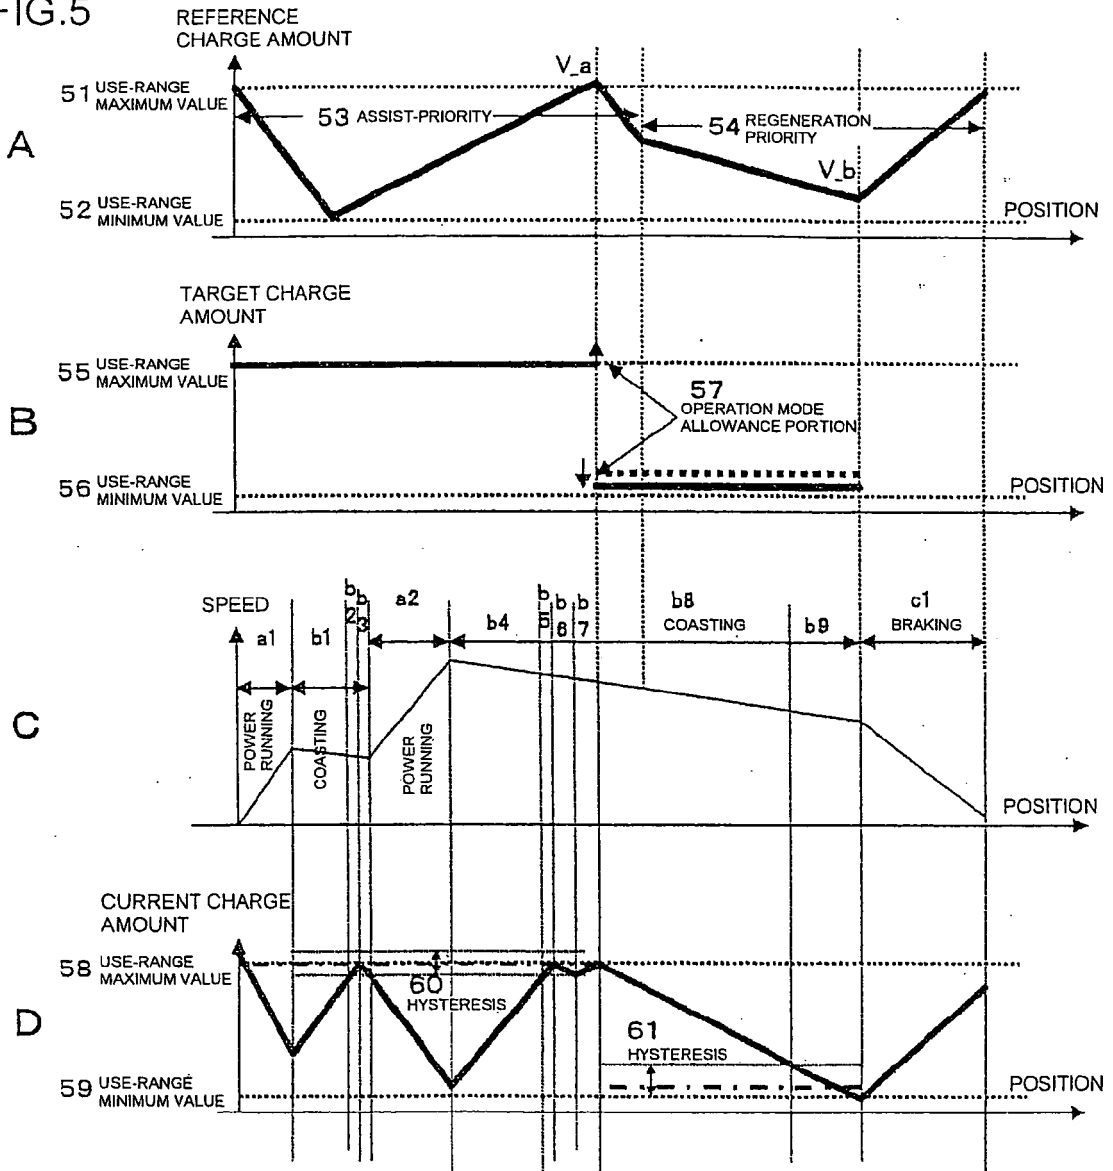 FIG.5
REFERENCE
CHARGE AMOUNT
A
51 USE-RANGE
MAXIMUM VALUE
V_a
53 ASSIST-PRIORITY
54 REGENERATION
PRIORITY
V_b
52 USE-RANGE
MINIMUM VALUE
POSITION
TARGET CHARGE
AMOUNT
B
55 USE-RANGE
MAXIMUM VALUE
57
OPERATION MODE
ALLOWANCE PORTION
56 USE-RANGE
MINIMUM VALUE
POSITION
C
SPEED
a1
b1
b2
b3
a2
b4
b5
b6
b7
b8
COASTING
b9
c1
BRAKING
POWER
RUNNING
COASTING
POWER
RUNNING
POSITION
CURRENT CHARGE
AMOUNT
D
58 USE-RANGE
MAXIMUM VALUE
60
HYSTERESIS
61
HYSTERESIS
59 USE-RANGE
MINIMUM VALUE
POSITION